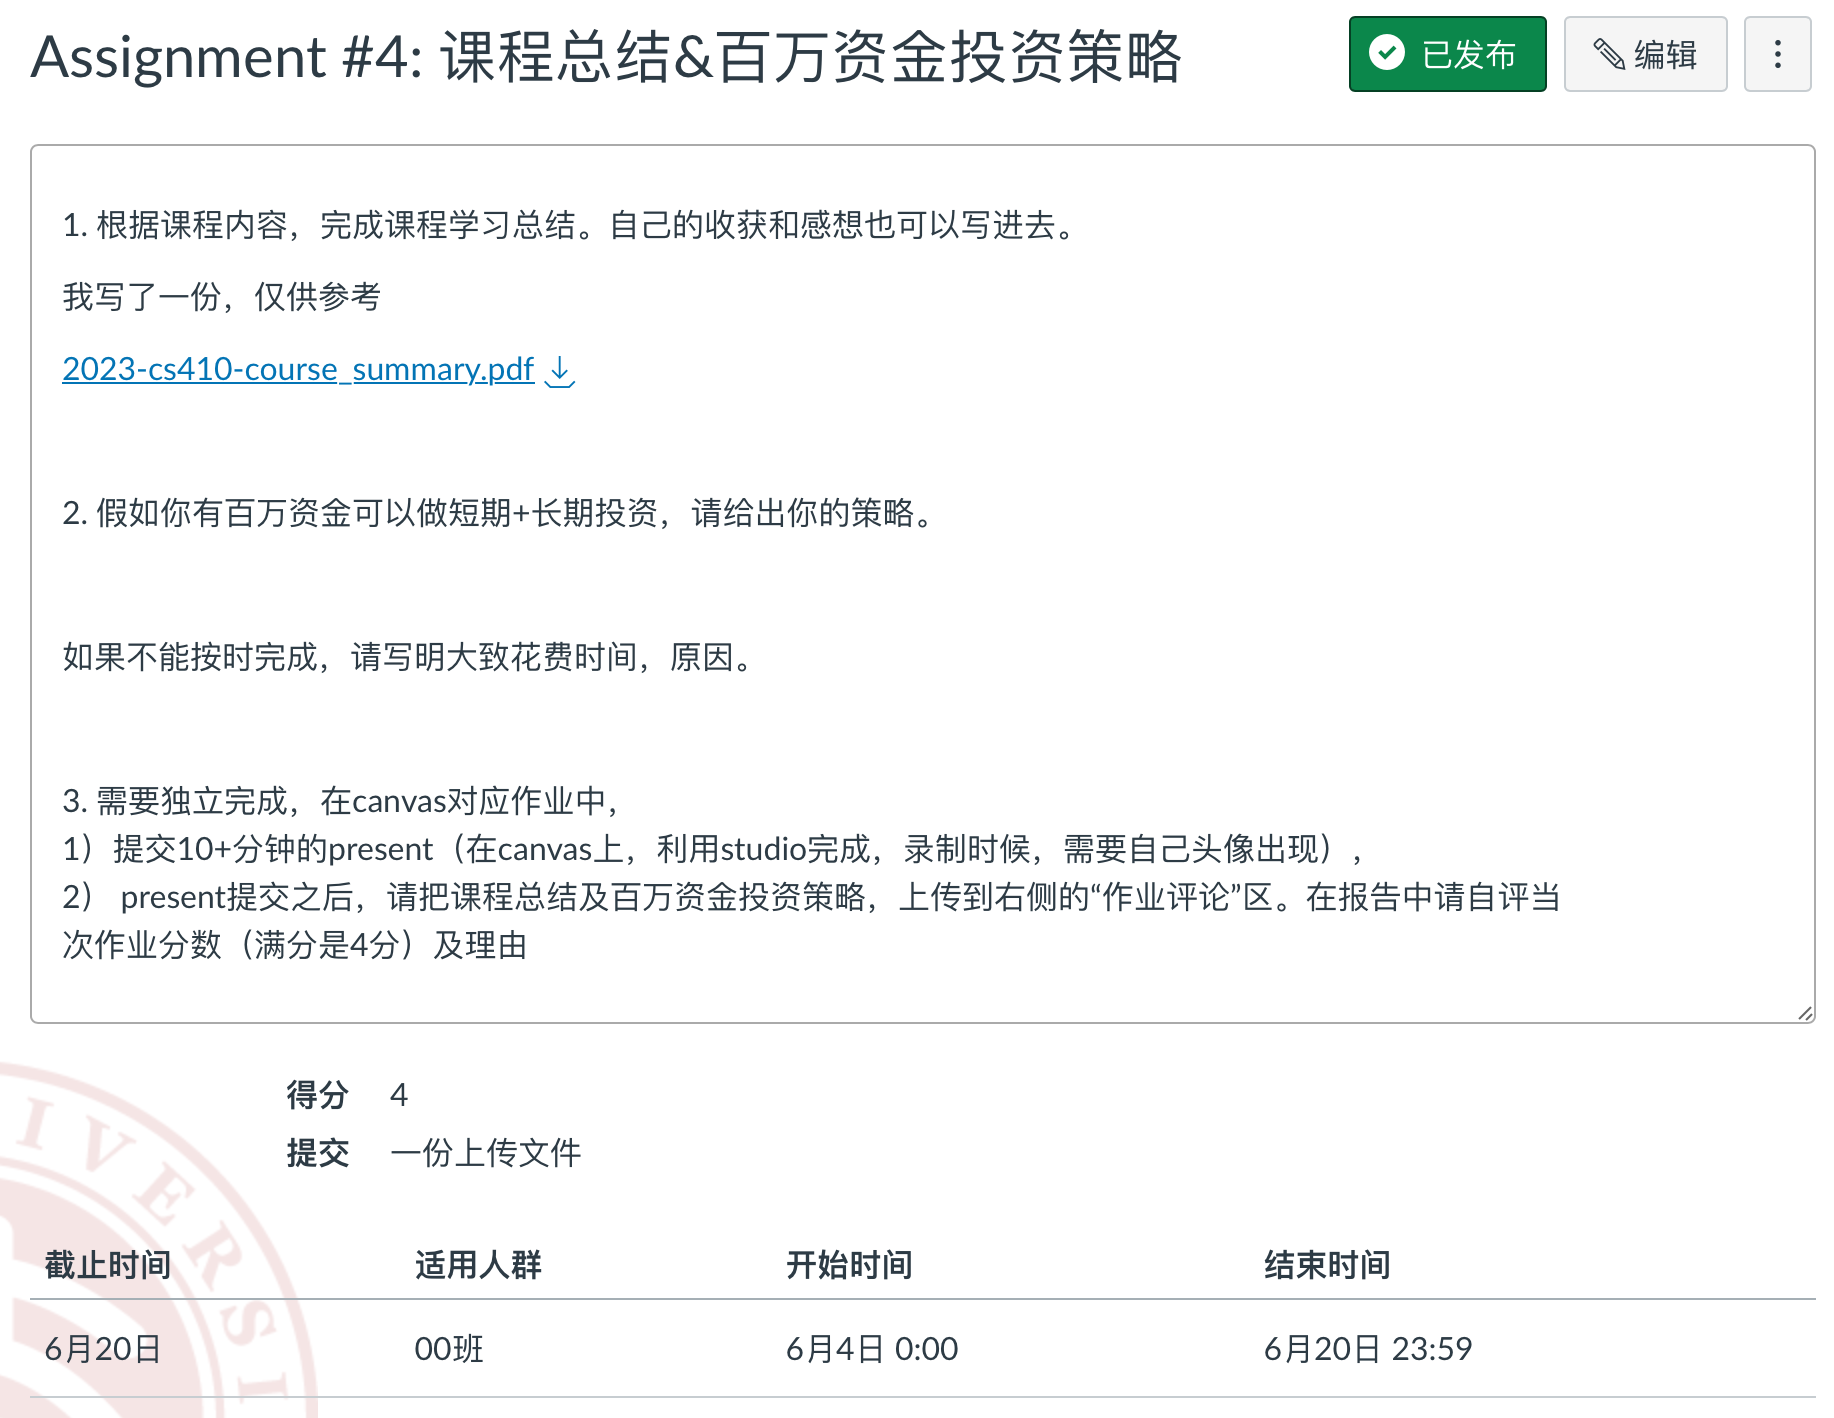 Assignment #4: 课程总结&百万资金投资策略
已发布
编辑
1. 根据课程内容，完成课程学习总结。自己的收获和感想也可以写进去。
我写了一份，仅供参考
2023-cs410-course_summary.pdf
2. 假如你有百万资金可以做短期+长期投资，请给出你的策略。
如果不能按时完成，请写明大致花费时间，原因。
3. 需要独立完成，在canvas对应作业中，
1）提交10+分钟的present（在canvas上，利用studio完成，录制时候，需要自己头像出现），
2） present提交之后，请把课程总结及百万资金投资策略，上传到右侧的“作业评论”区。在报告中请自评当
次作业分数（满分是4分）及理由
得分 4
提交 一份上传文件
截止时间 适用人群 开始时间 结束时间
6月20日 00班 6月4日 0:00 6月20日 23:59
IVERSI